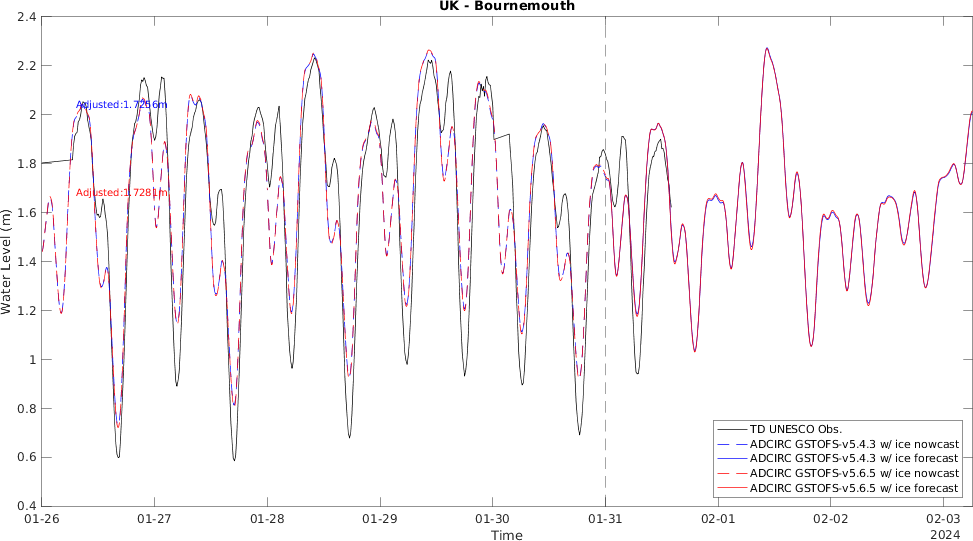 UK - Bournemouth
2.4
2.2
2
1.8
1.6
1.4
1.2
1
0.8
0.6
0.4
Water Level (m)
Adjusted:1.7256m
Adjusted:1.7281m
TD UNESCO Obs.
ADCIRC GSTOFS-v5.4.3 w/ ice nowcast
ADCIRC GSTOFS-v5.4.3 w/ ice forecast
ADCIRC GSTOFS-v5.6.5 w/ ice nowcast
ADCIRC GSTOFS-v5.6.5 w/ ice forecast
01-26 01-27 01-28 01-29 01-30 01-31 02-01 02-02 02-03
Time 2024